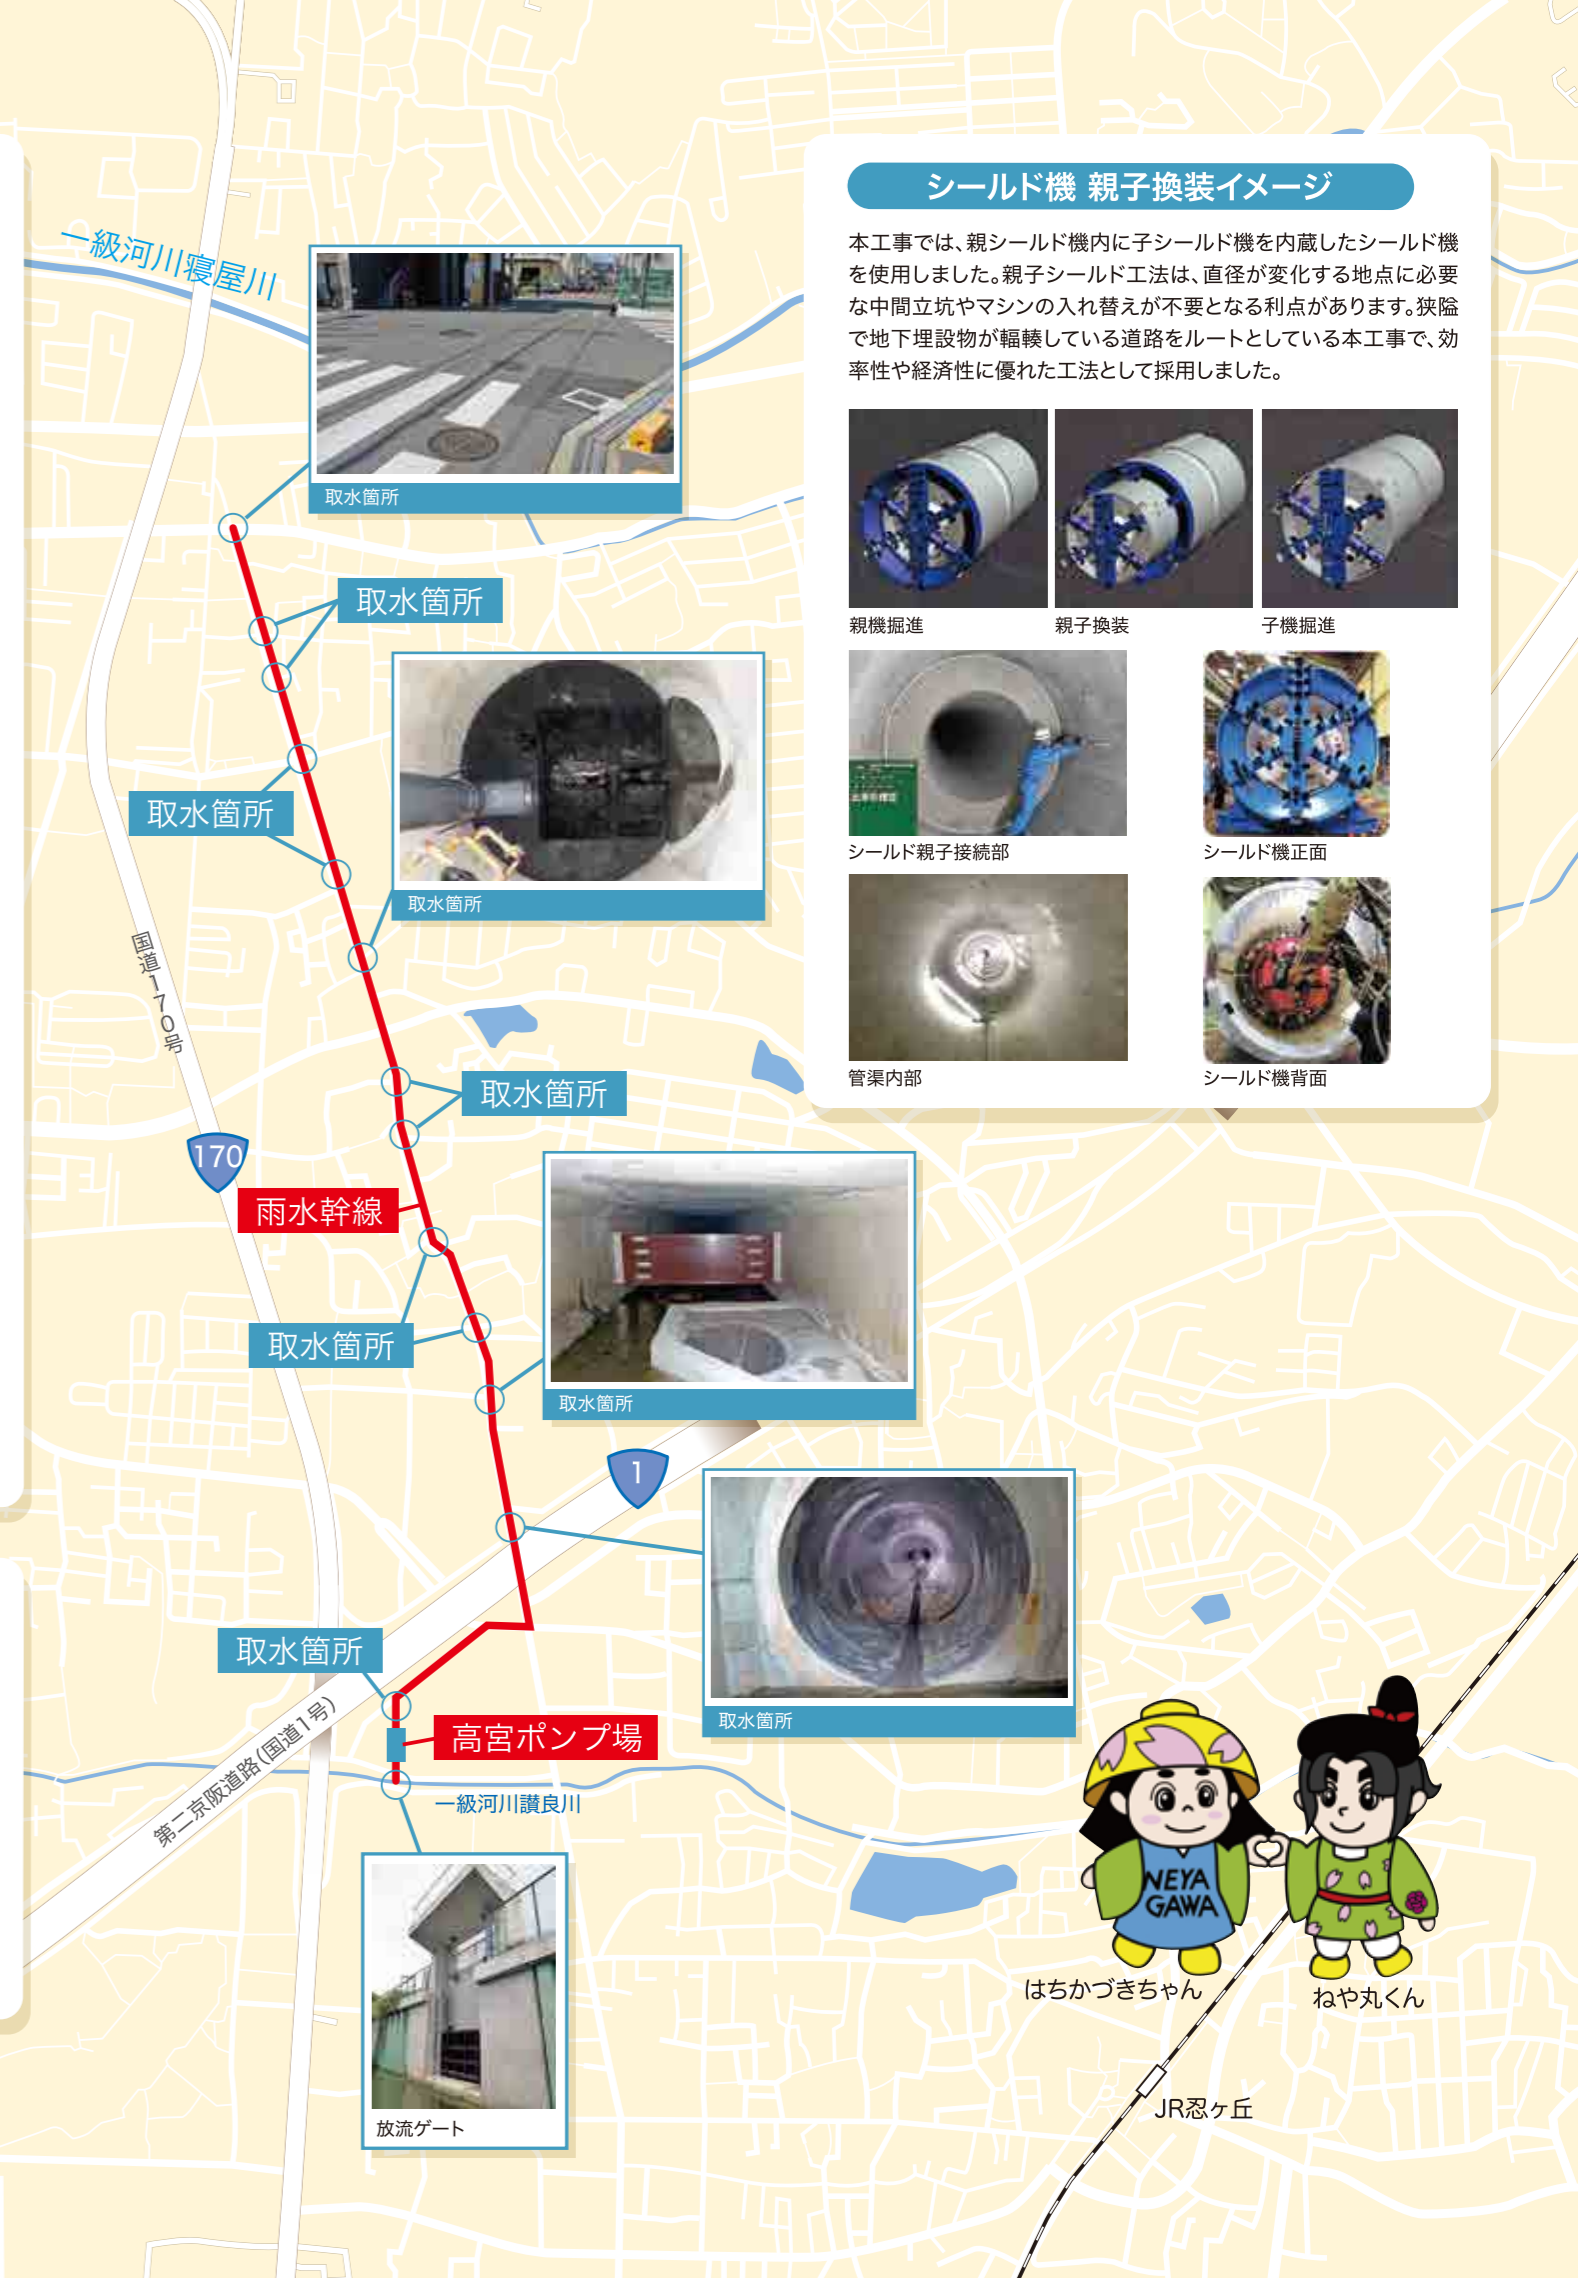 シールド機 親子換装イメージ
本工事では、親シールド機内に子シールド機を内蔵したシールド機
を使用しました。親子シールド工法は、直径が変化する地点に必要
な中間立坑やマシンの入れ替えが不要となる利点があります。狭隘
で地下埋設物が輻輳している道路をルートとしている本工事で、効
率性や経済性に優れた工法として採用しました。
親機掘進
親子換装
子機掘進
シールド親子接続部
シールド機正面
管渠内部
シールド機背面
一級河川寝屋川
取水箇所
取水箇所
取水箇所
取水箇所
国道170号
取水箇所
170
雨水幹線
取水箇所
取水箇所
1
取水箇所
取水箇所
高宮ポンプ場
第二京阪道路(国道1号)
一級河川讃良川
放流ゲート
NEYA
GAWA
はちかづきちゃん
ねや丸くん
JR忍ヶ丘